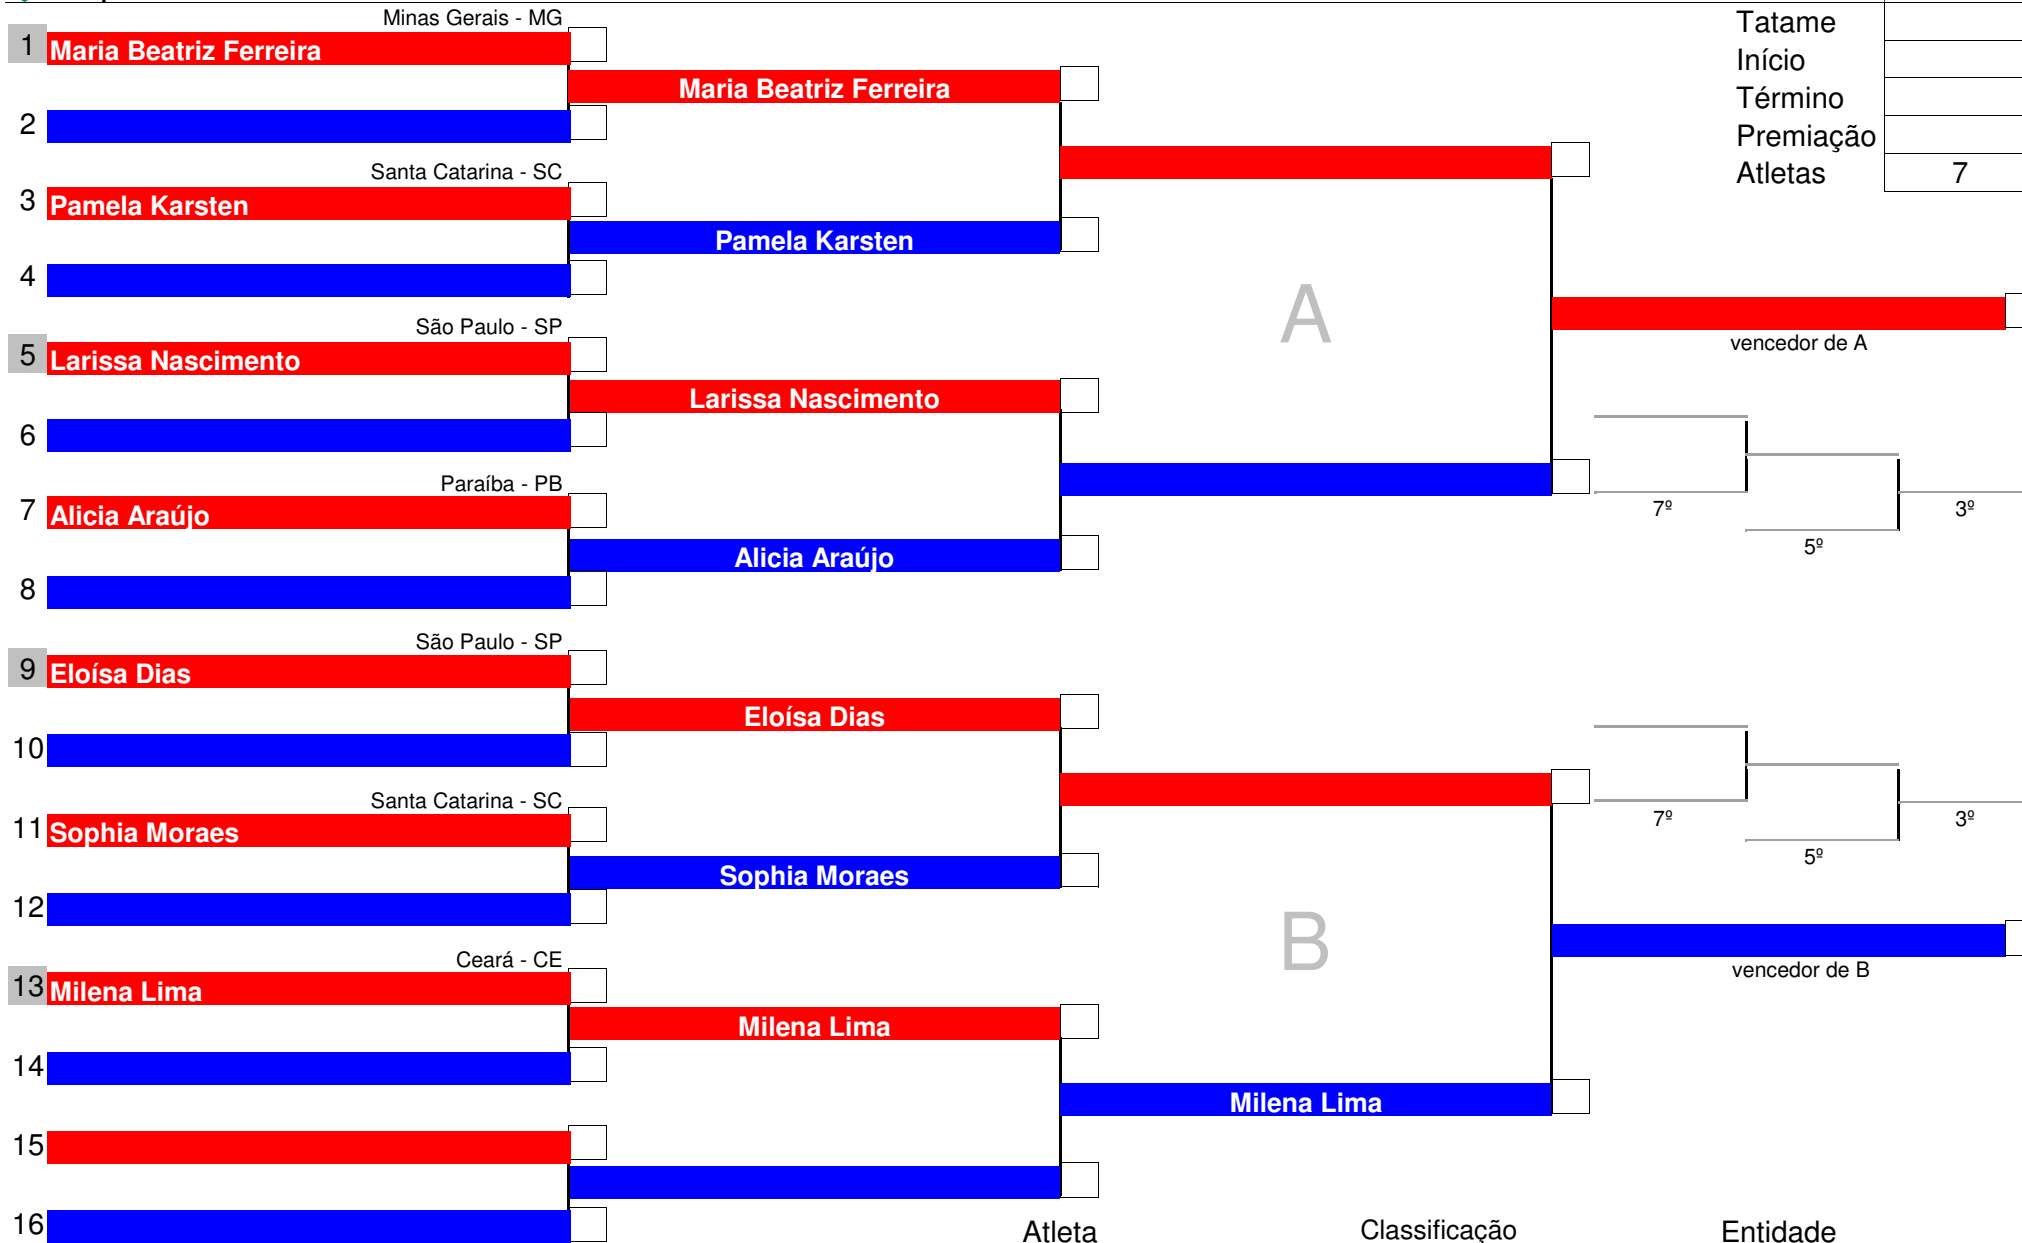 Minas Gerais - MG
Tatame
1 Maria Beatriz Ferreira
Início
Maria Beatriz Ferreira
Término
2
Premiação
Santa Catarina - SC
Atletas 7
3 Pamela Karsten
Pamela Karsten
4
A
São Paulo - SP
vencedor de A
5 Larissa Nascimento
Larissa Nascimento
6
Paraíba - PB
7º 3º
7 Alicia Araújo
5º
Alicia Araújo
8
São Paulo - SP
9 Eloísa Dias
Eloísa Dias
10
Santa Catarina - SC
7º 3º
11 Sophia Moraes
5º
Sophia Moraes
12
B
Ceará - CE
vencedor de B
13 Milena Lima
Milena Lima
14
Milena Lima
15
16
Atleta Classificação Entidade